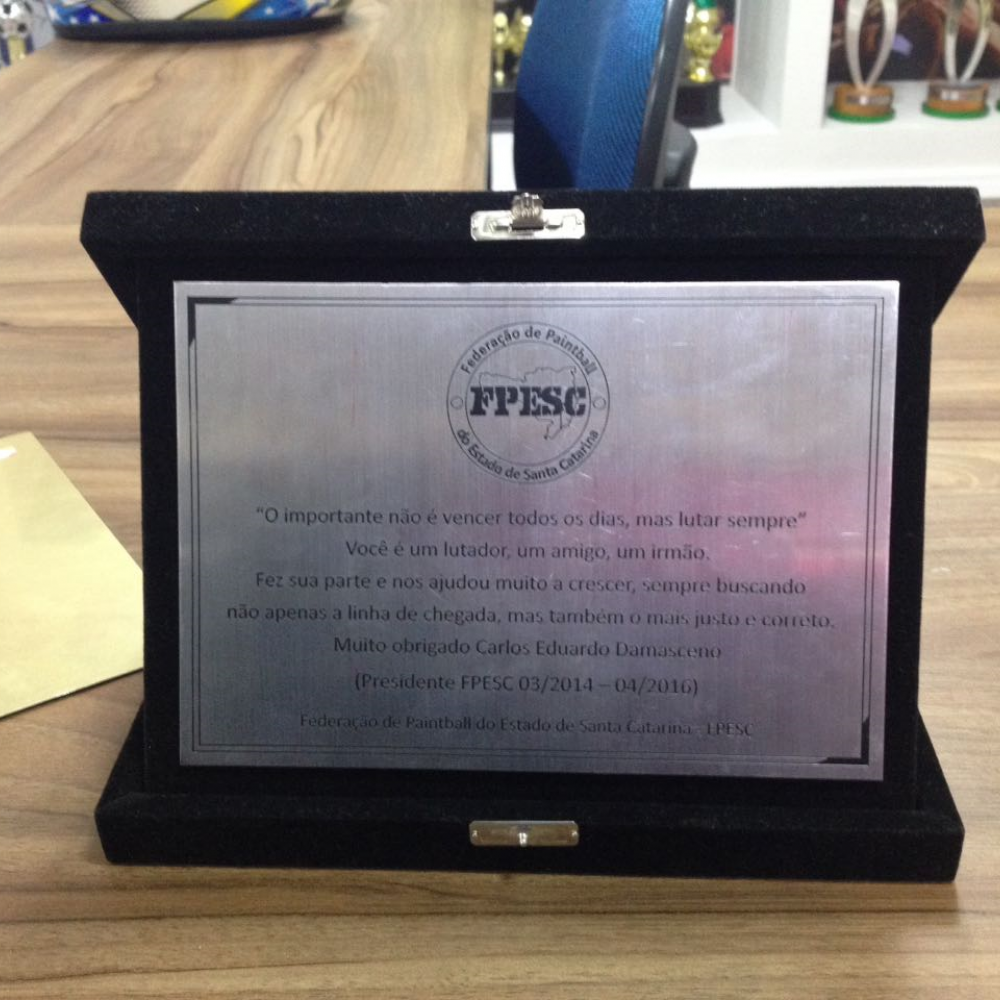 Federação de Paintball
FPESC
do Estado de Santa Catarina
"O importante não é vencer todos os dias, mas lutar sempre"
Você é um lutador, um amigo, um irmão.
Fez sua parte e nos ajudou muito a crescer, sempre buscando
não apenas a linha de chegada, mas também o mais justo e correto.
Muito obrigado Carlos Eduardo Damasceno
(Presidente FPESC 03/2014 – 04/2016)
Federação de Paintball do Estado de Santa Catarina - FPESC